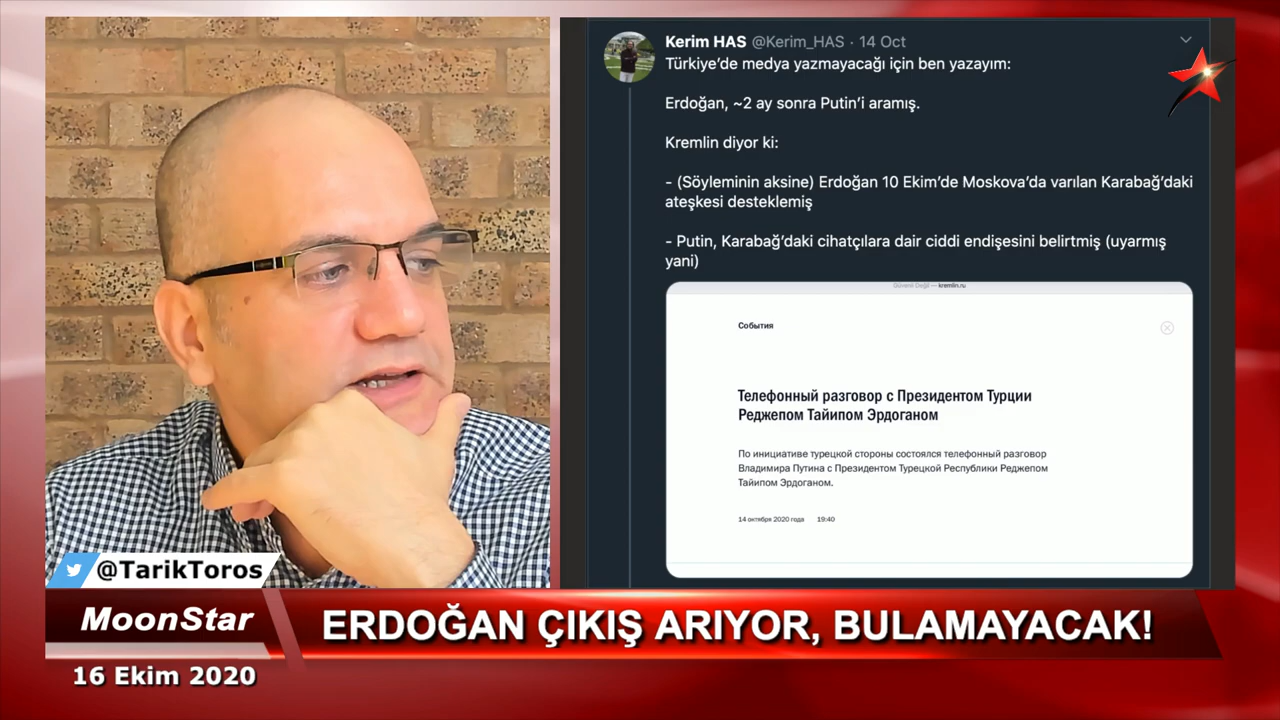 Kerim HAS @Kerim_HAS · 14 Oct
Türkiye’de medya yazmayacağı için ben yazayım:
Erdoğan, ~2 ay sonra Putin’i aramış.
Kremlin diyor ki:
- (Söyleminin aksine) Erdoğan 10 Ekim’de Moskova’da varılan Karabağ’daki
ateşkesi desteklemiş
- Putin, Karabağ’daki cihatçılara dair ciddi endişesini belirtmiş (uyarmış
yani)
Güvenli Değil — kremlin.ru
События
Телефонный разговор с Президентом Турции
Реджепом Тайипом Эрдоганом
По инициативе турецкой стороны состоялся телефонный разговор
Владимира Путина с Президентом Турецкой Республики Реджепом
Тайипом Эрдоганом.
14 октября 2020 года 19:40
@TarikToros
MoonStar
ERDOĞAN ÇIKIŞ ARIYOR, BULAMAYACAK!
16 Ekim 2020